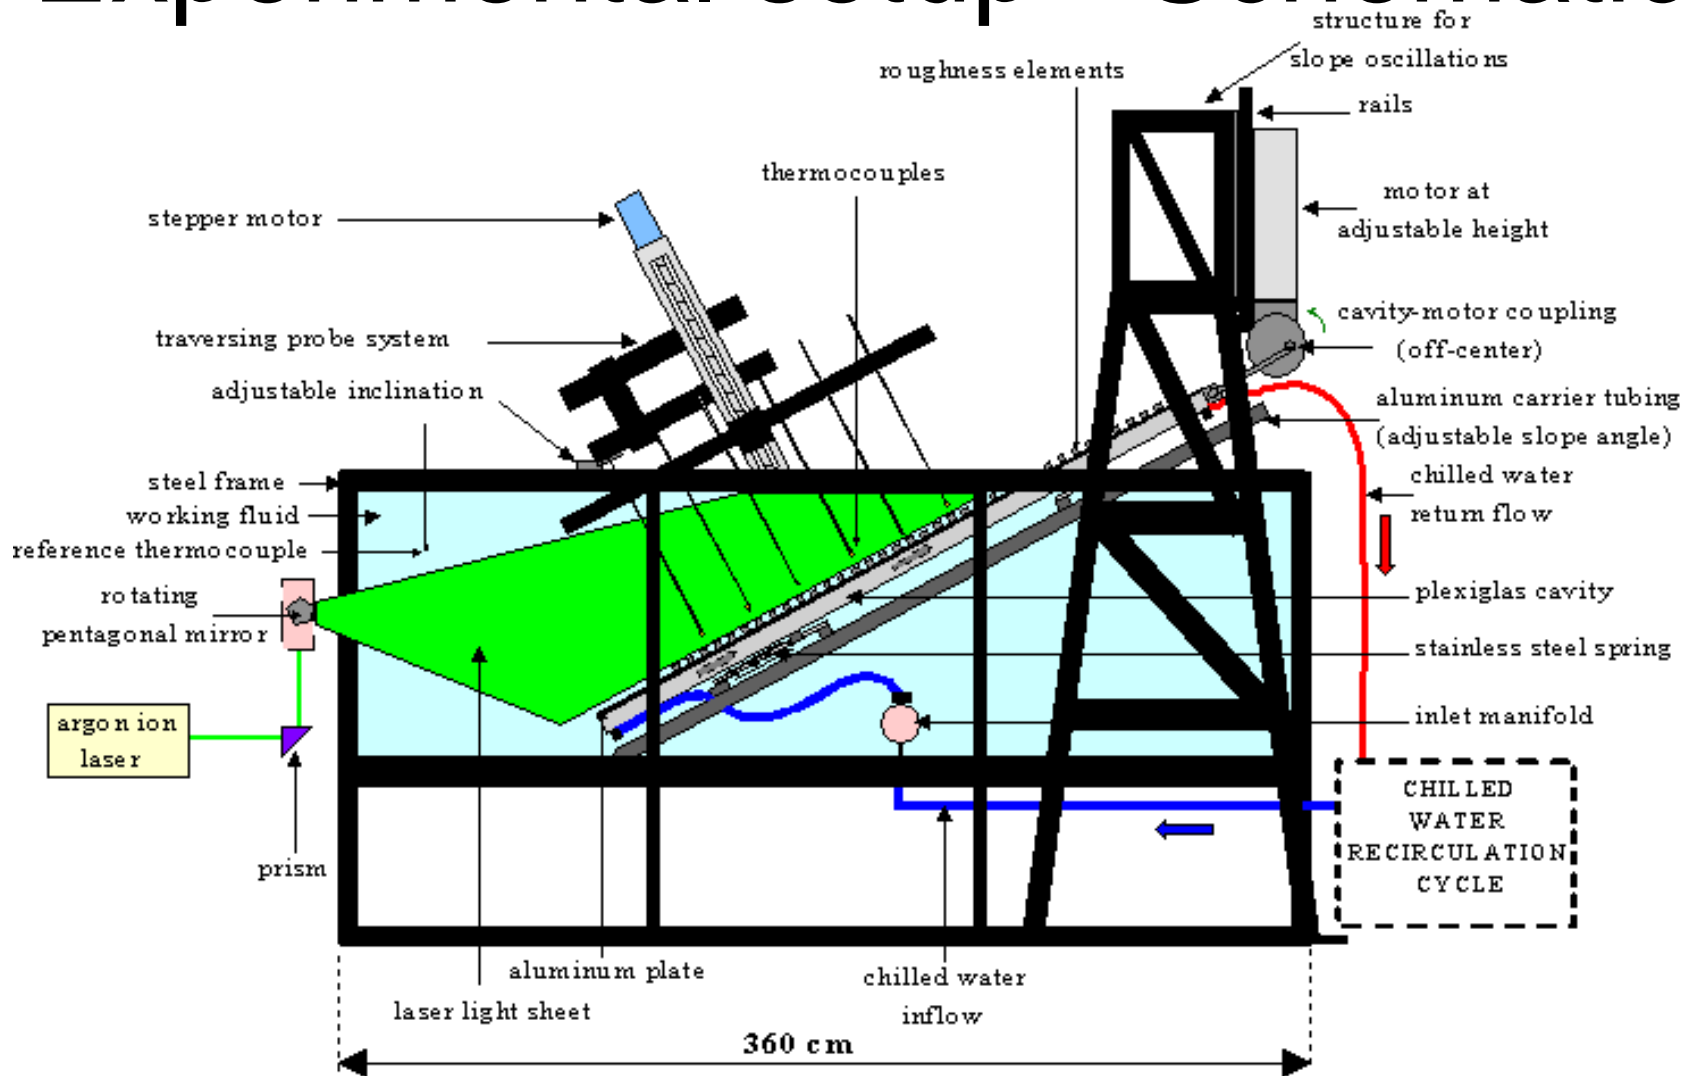 Experimental setup - Schematic
structure for
slope oscillations
roughness elements
rails
thermocouples
motor at
adjustable height
stepper motor
cavity-motor coupling
(off-center)
traversing probe system
adjustable inclination
aluminum carrier tubing
(adjustable slope angle)
steel frame
chilled water
return flow
working fluid
reference thermocouple
rotating
pentagonal mirror
plexiglas cavity
stainless steel spring
argon ion
laser
inlet manifold
CHILLED
WATER
RECIRCULATION
CYCLE
prism
aluminum plate
chilled water
inflow
laser light sheet
360 cm